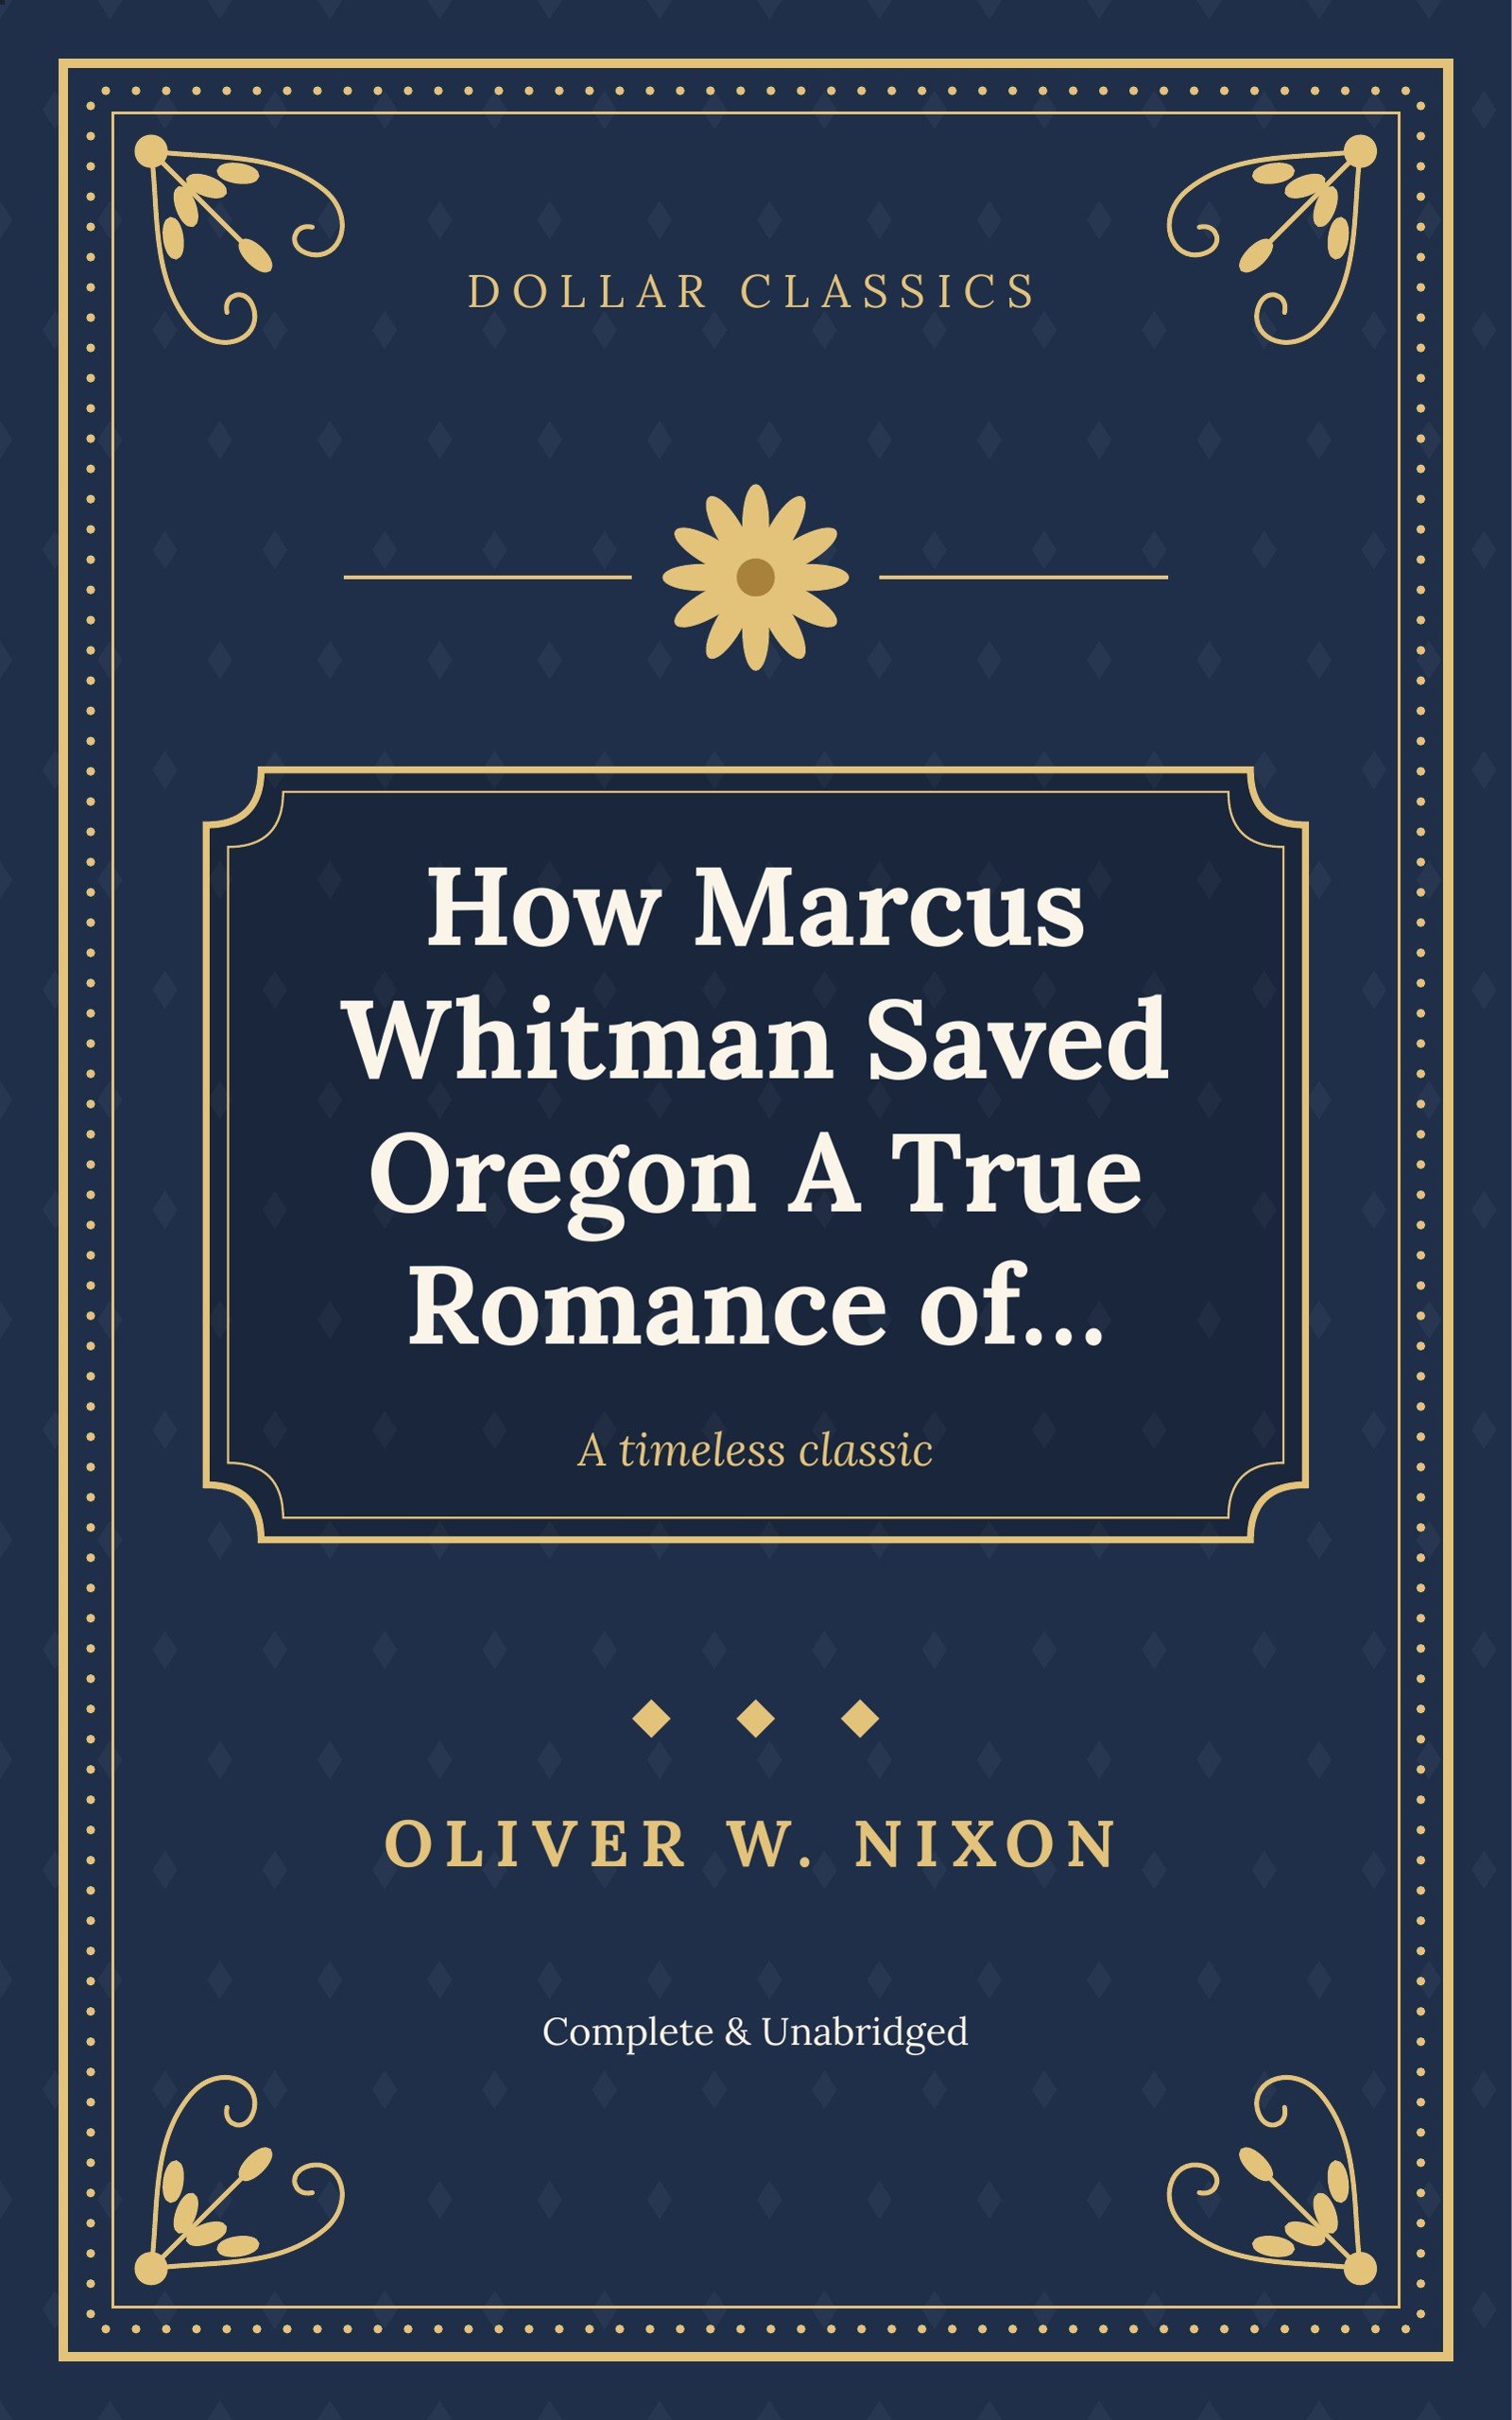 DOLLAR CLASSICS
How Marcus
Whitman Saved
Oregon A True
Romance of...
A timeless classic
OLIVER W. NIXON
Complete & Unabridged